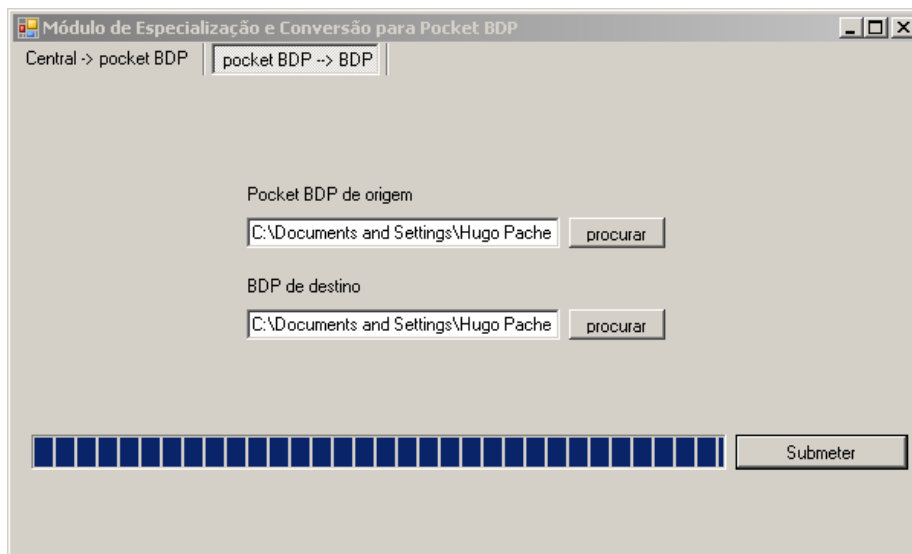 Módulo de Especialização e Conversão para Pocket BDP
Central -> pocket BDP pocket BDP --> BDP
Pocket BDP de origem
C:\Documents and Settings\Hugo Pache procurar
BDP de destino
C:\Documents and Settings\Hugo Pache procurar
Submeter